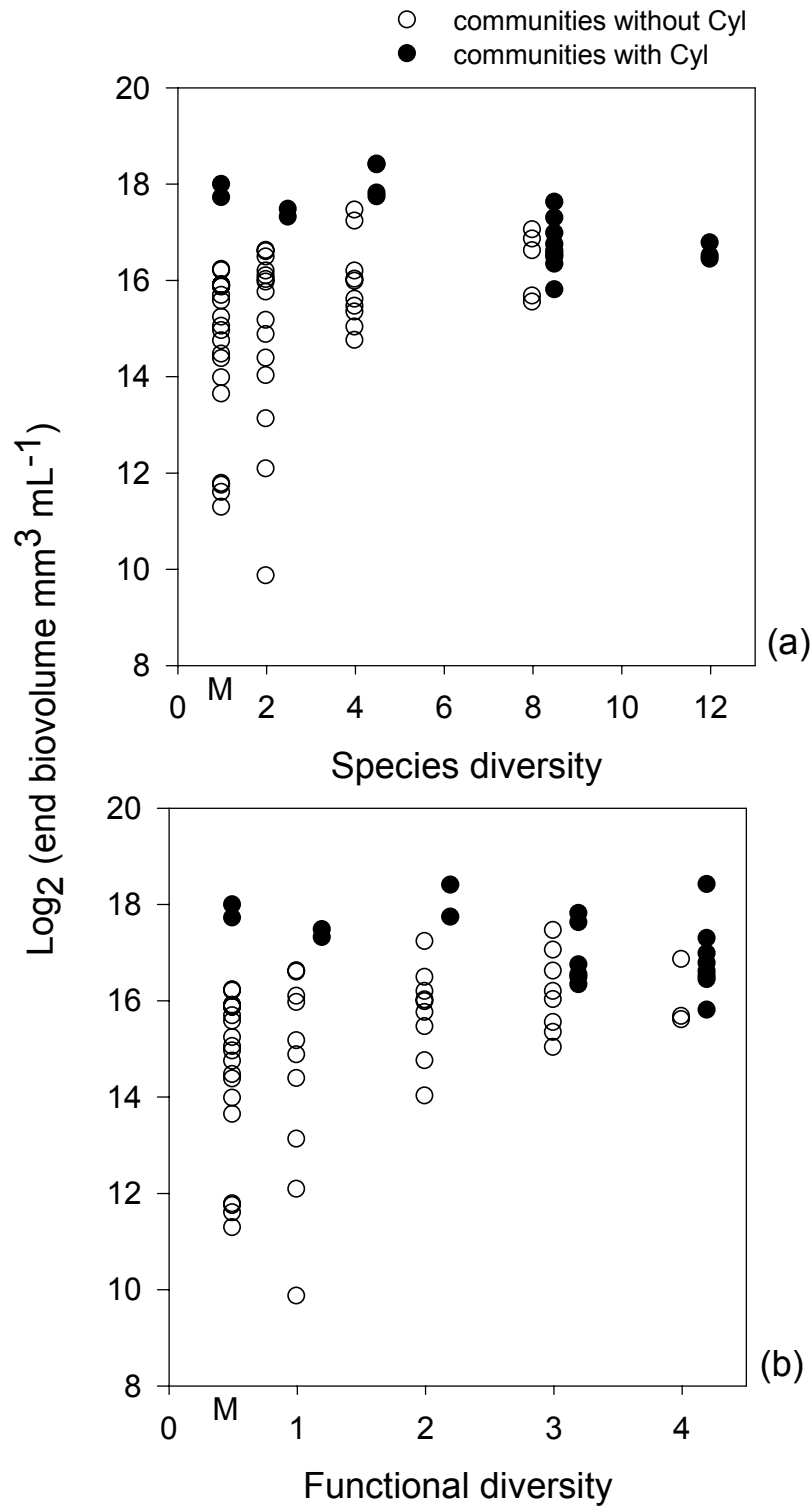 communities without Cyl
communities with Cyl
20
18
16
14
12
10
8
0 2 4 6 8 10 12
M
Species diversity
(a)
Log2 (end biovolume mm3 mL-1)
20
18
16
14
12
10
8
0 1 2 3 4
M
Functional diversity
(b)